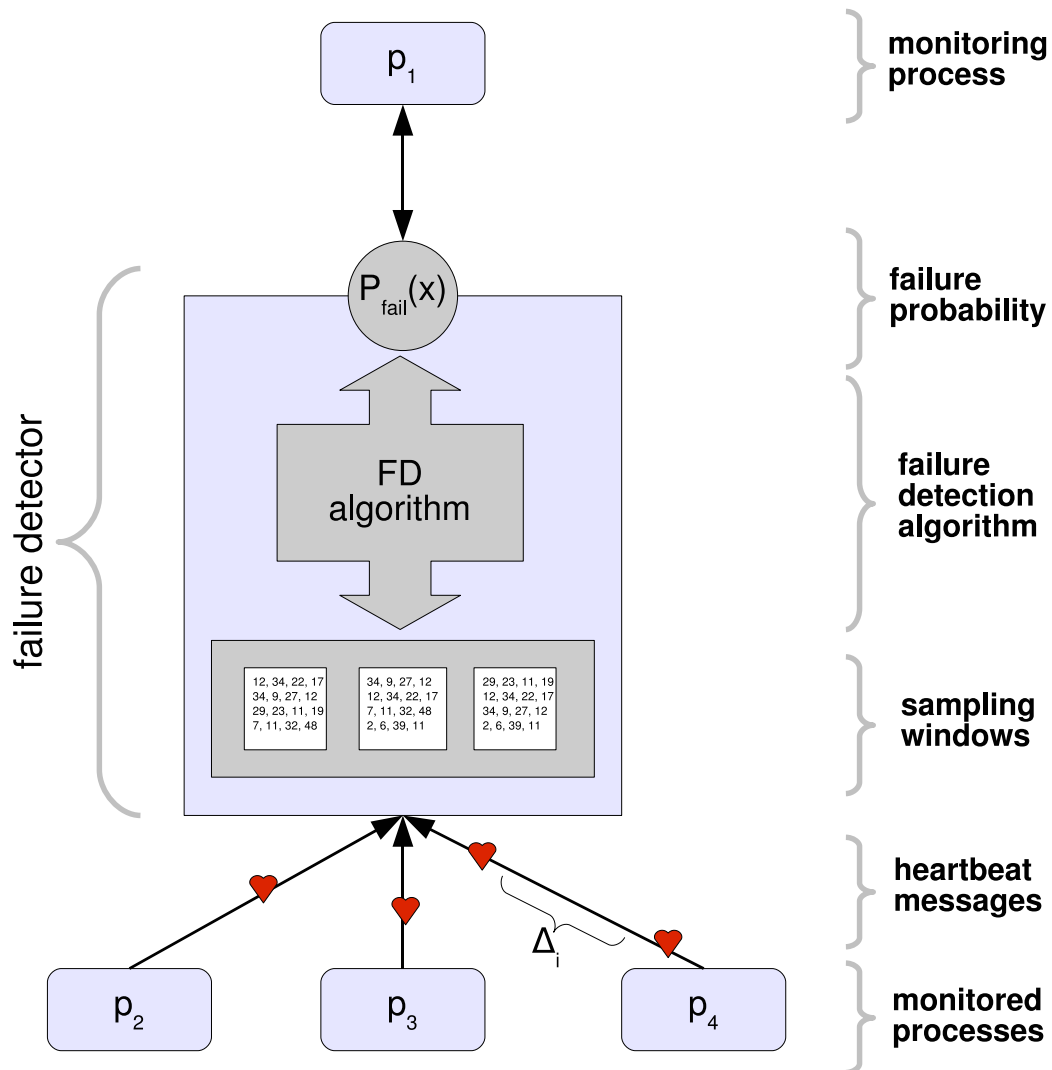 p1
monitoring
process
Pfail(x)
failure
probability
failure detector
FD
algorithm
failure
detection
algorithm
12, 34, 22, 17
34, 9, 27, 12
29, 23, 11, 19
7, 11, 32, 48
34, 9, 27, 12
12, 34, 22, 17
7, 11, 32, 48
2, 6, 39, 11
29, 23, 11, 19
12, 34, 22, 17
34, 9, 27, 12
2, 6, 39, 11
sampling
windows
heartbeat
messages
Δi
p2
p3
p4
monitored
processes